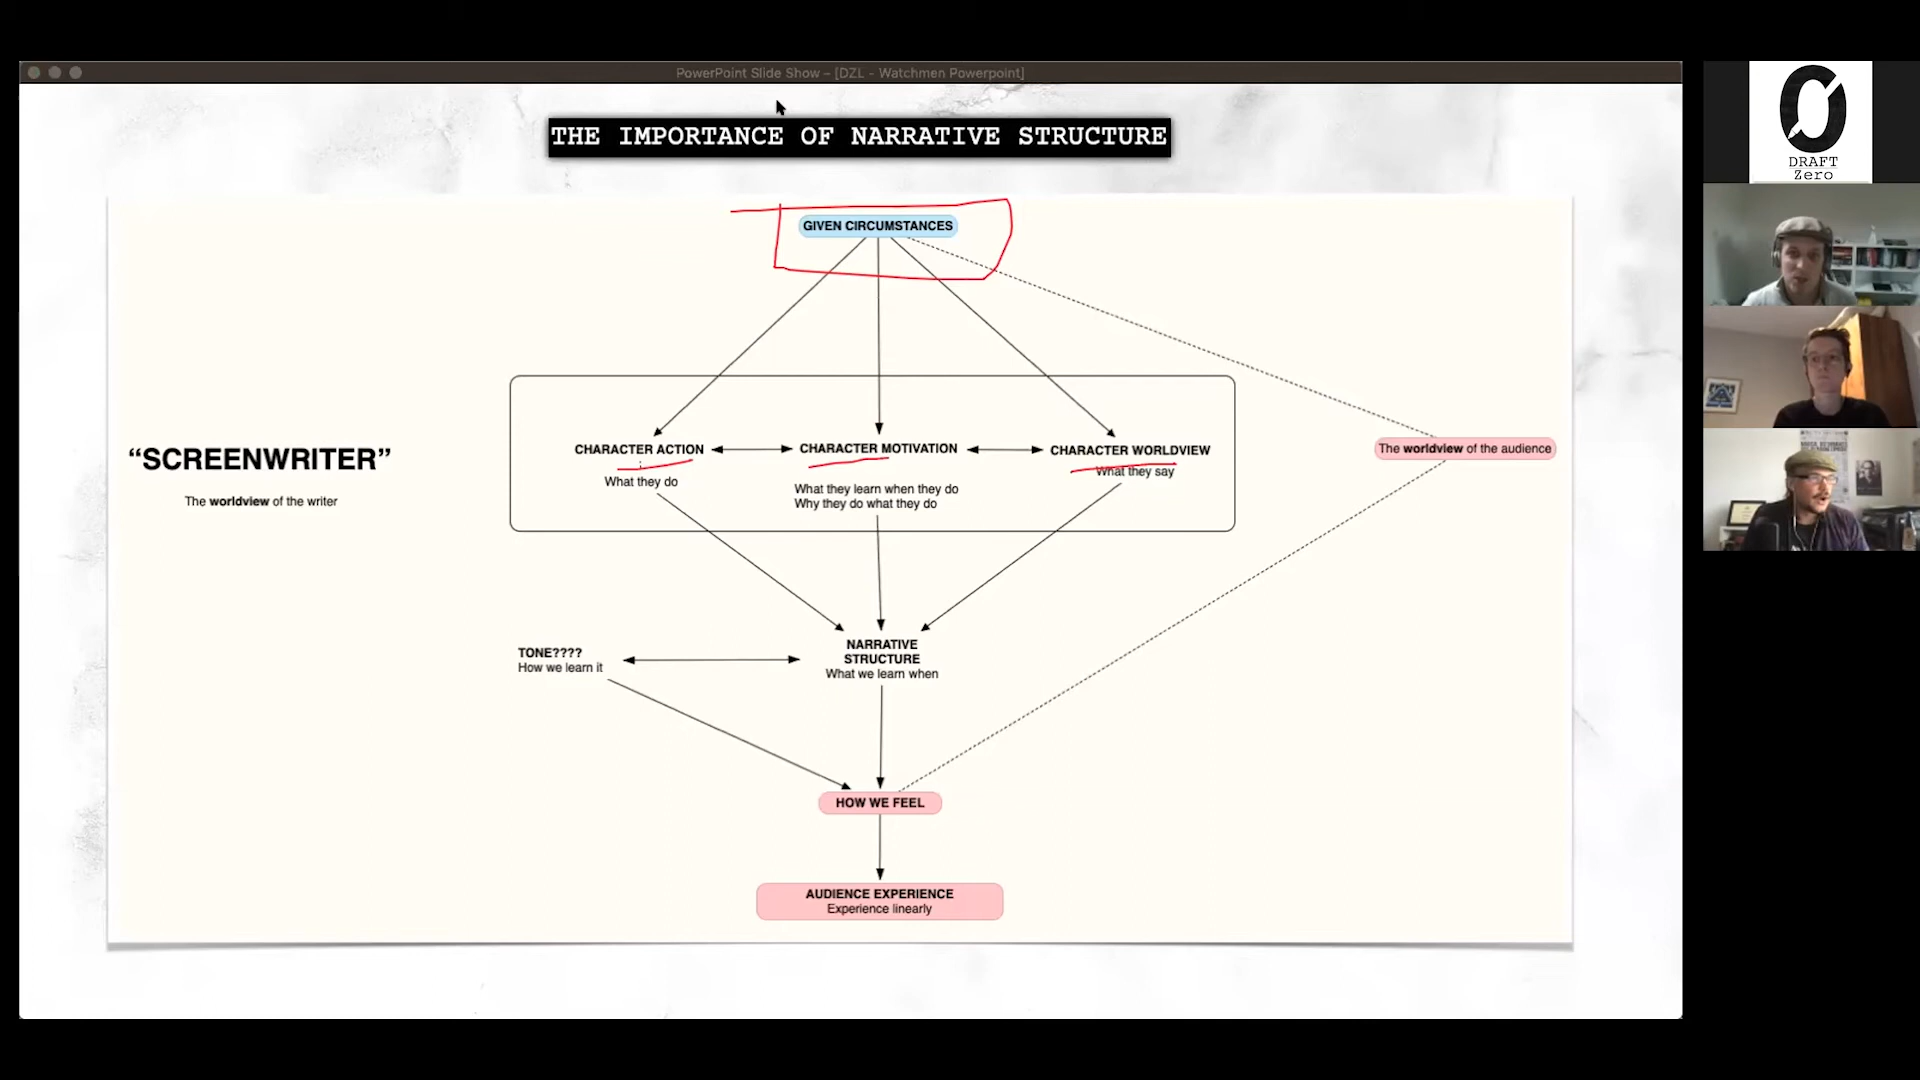 PowerPoint Slide Show – [DZL - Watchmen Powerpoint]
THE IMPORTANCE OF NARRATIVE STRUCTURE
DRAFT
Zero
GIVEN CIRCUMSTANCES
“SCREENWRITER”
The worldview of the writer
CHARACTER ACTION
What they do
CHARACTER MOTIVATION
What they learn when they do
Why they do what they do
CHARACTER WORLDVIEW
What they say
The worldview of the audience
TONE????
How we learn it
NARRATIVE
STRUCTURE
What we learn when
HOW WE FEEL
AUDIENCE EXPERIENCE
Experience linearly